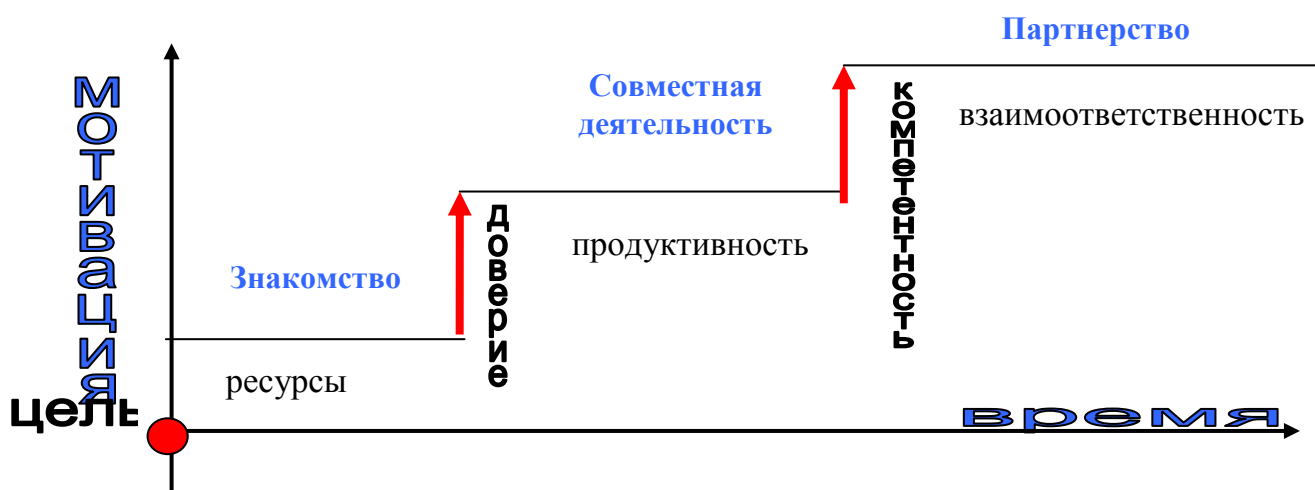 Партнерство
мотивация
Совместная
деятельность
компетентность
взаимоответственность
доверие
продуктивность
Знакомство
ресурсы
цель
время